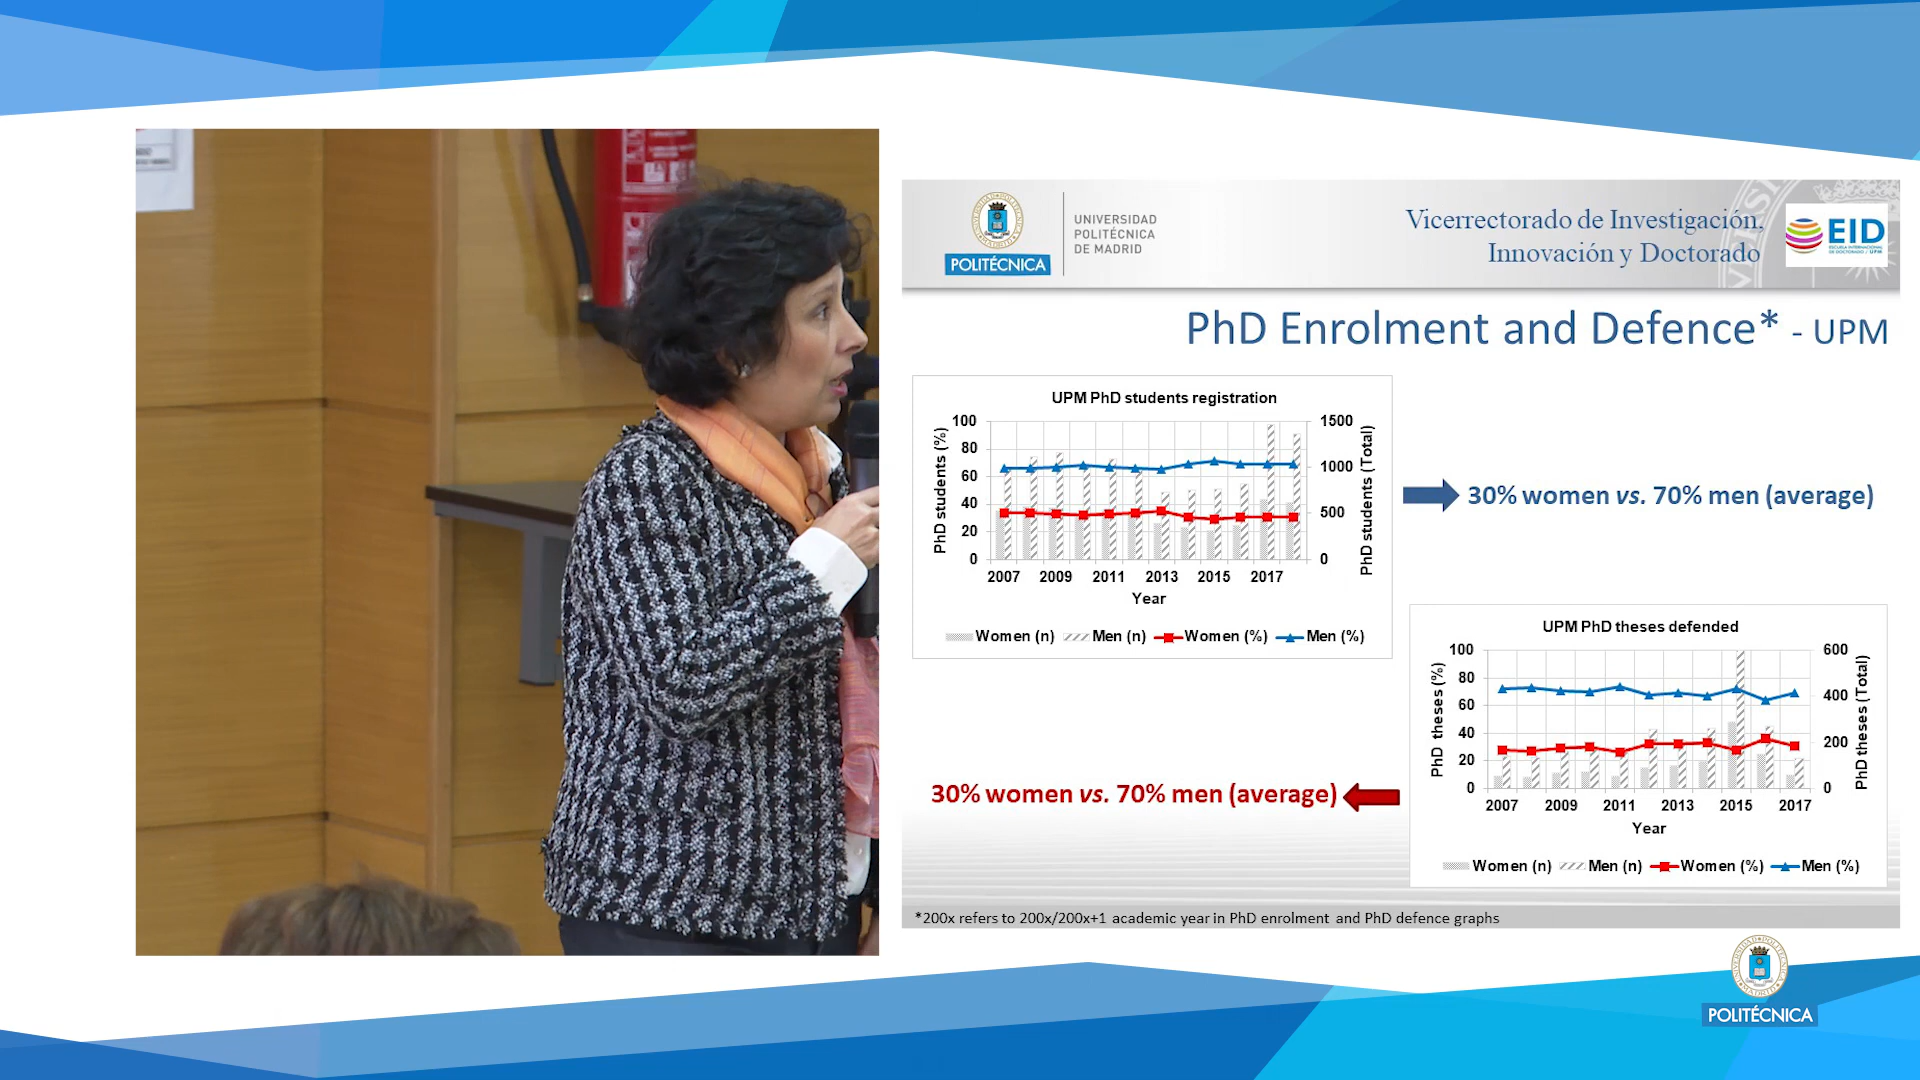 UNIVERSIDAD
POLITÉCNICA
DE MADRID
POLITÉCNICA
Vicerrectorado de Investigación,
Innovación y Doctorado
EID
ESCUELA INTERNACIONAL
DE DOCTORADO / UPM
PhD Enrolment and Defence* - UPM
UPM PhD students registration
PhD students (%)
100
80
60
40
20
0
PhD students (Total)
1500
1000
500
0
2007 2009 2011 2013 2015 2017
Year
Women (n) Men (n) Women (%) Men (%)
30% women vs. 70% men (average)
UPM PhD theses defended
PhD theses (%)
100
80
60
40
20
0
PhD theses (Total)
600
400
200
0
2007 2009 2011 2013 2015 2017
Year
Women (n) Men (n) Women (%) Men (%)
30% women vs. 70% men (average)
*200x refers to 200x/200x+1 academic year in PhD enrolment and PhD defence graphs
POLITÉCNICA